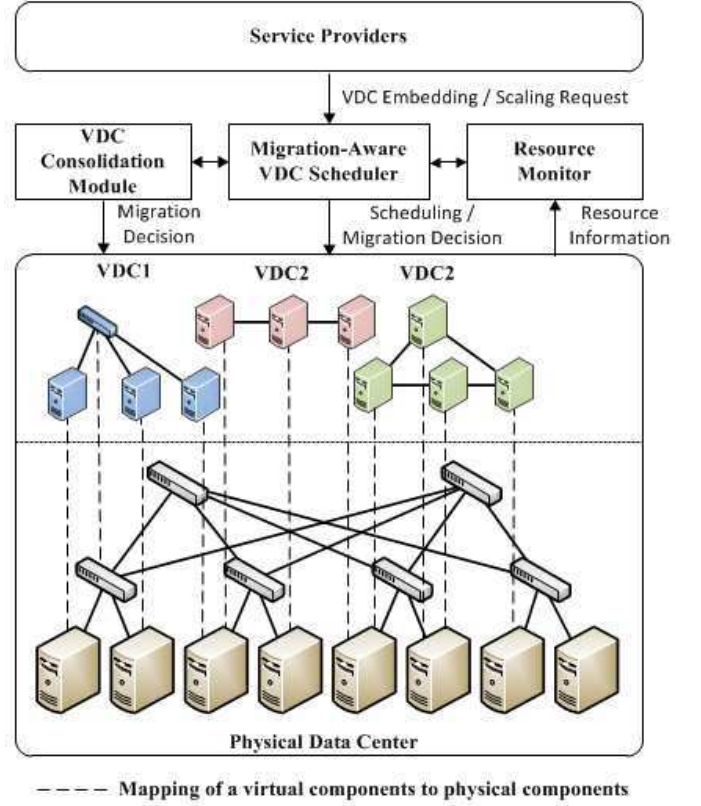 Service Providers
VDC Embedding / Scaling Request
VDC
Consolidation
Module
Migration-Aware
VDC Scheduler
Resource
Monitor
Migration
Decision
Scheduling /
Migration Decision
Resource
Information
VDC1
VDC2
VDC2
Physical Data Center
Mapping of a virtual components to physical components